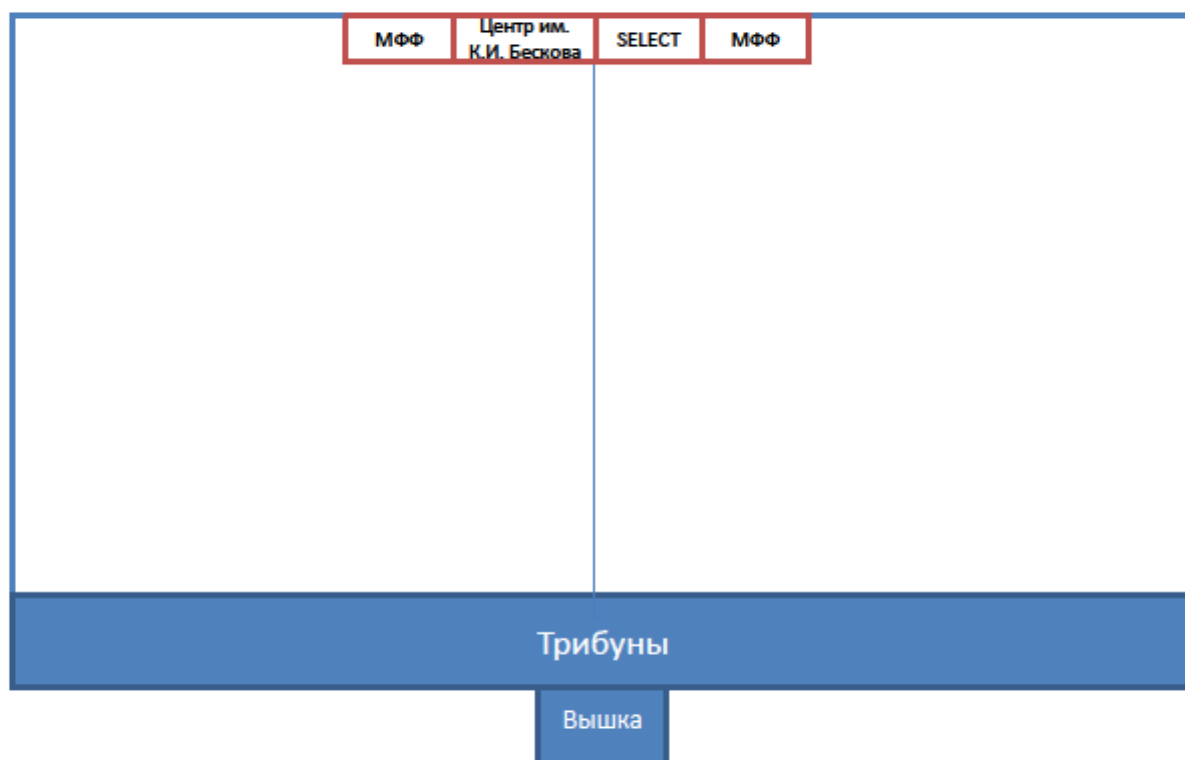 МФФ
Центр им.
К.И. Бескова
SELECT
МФФ
Трибуны
Вышка